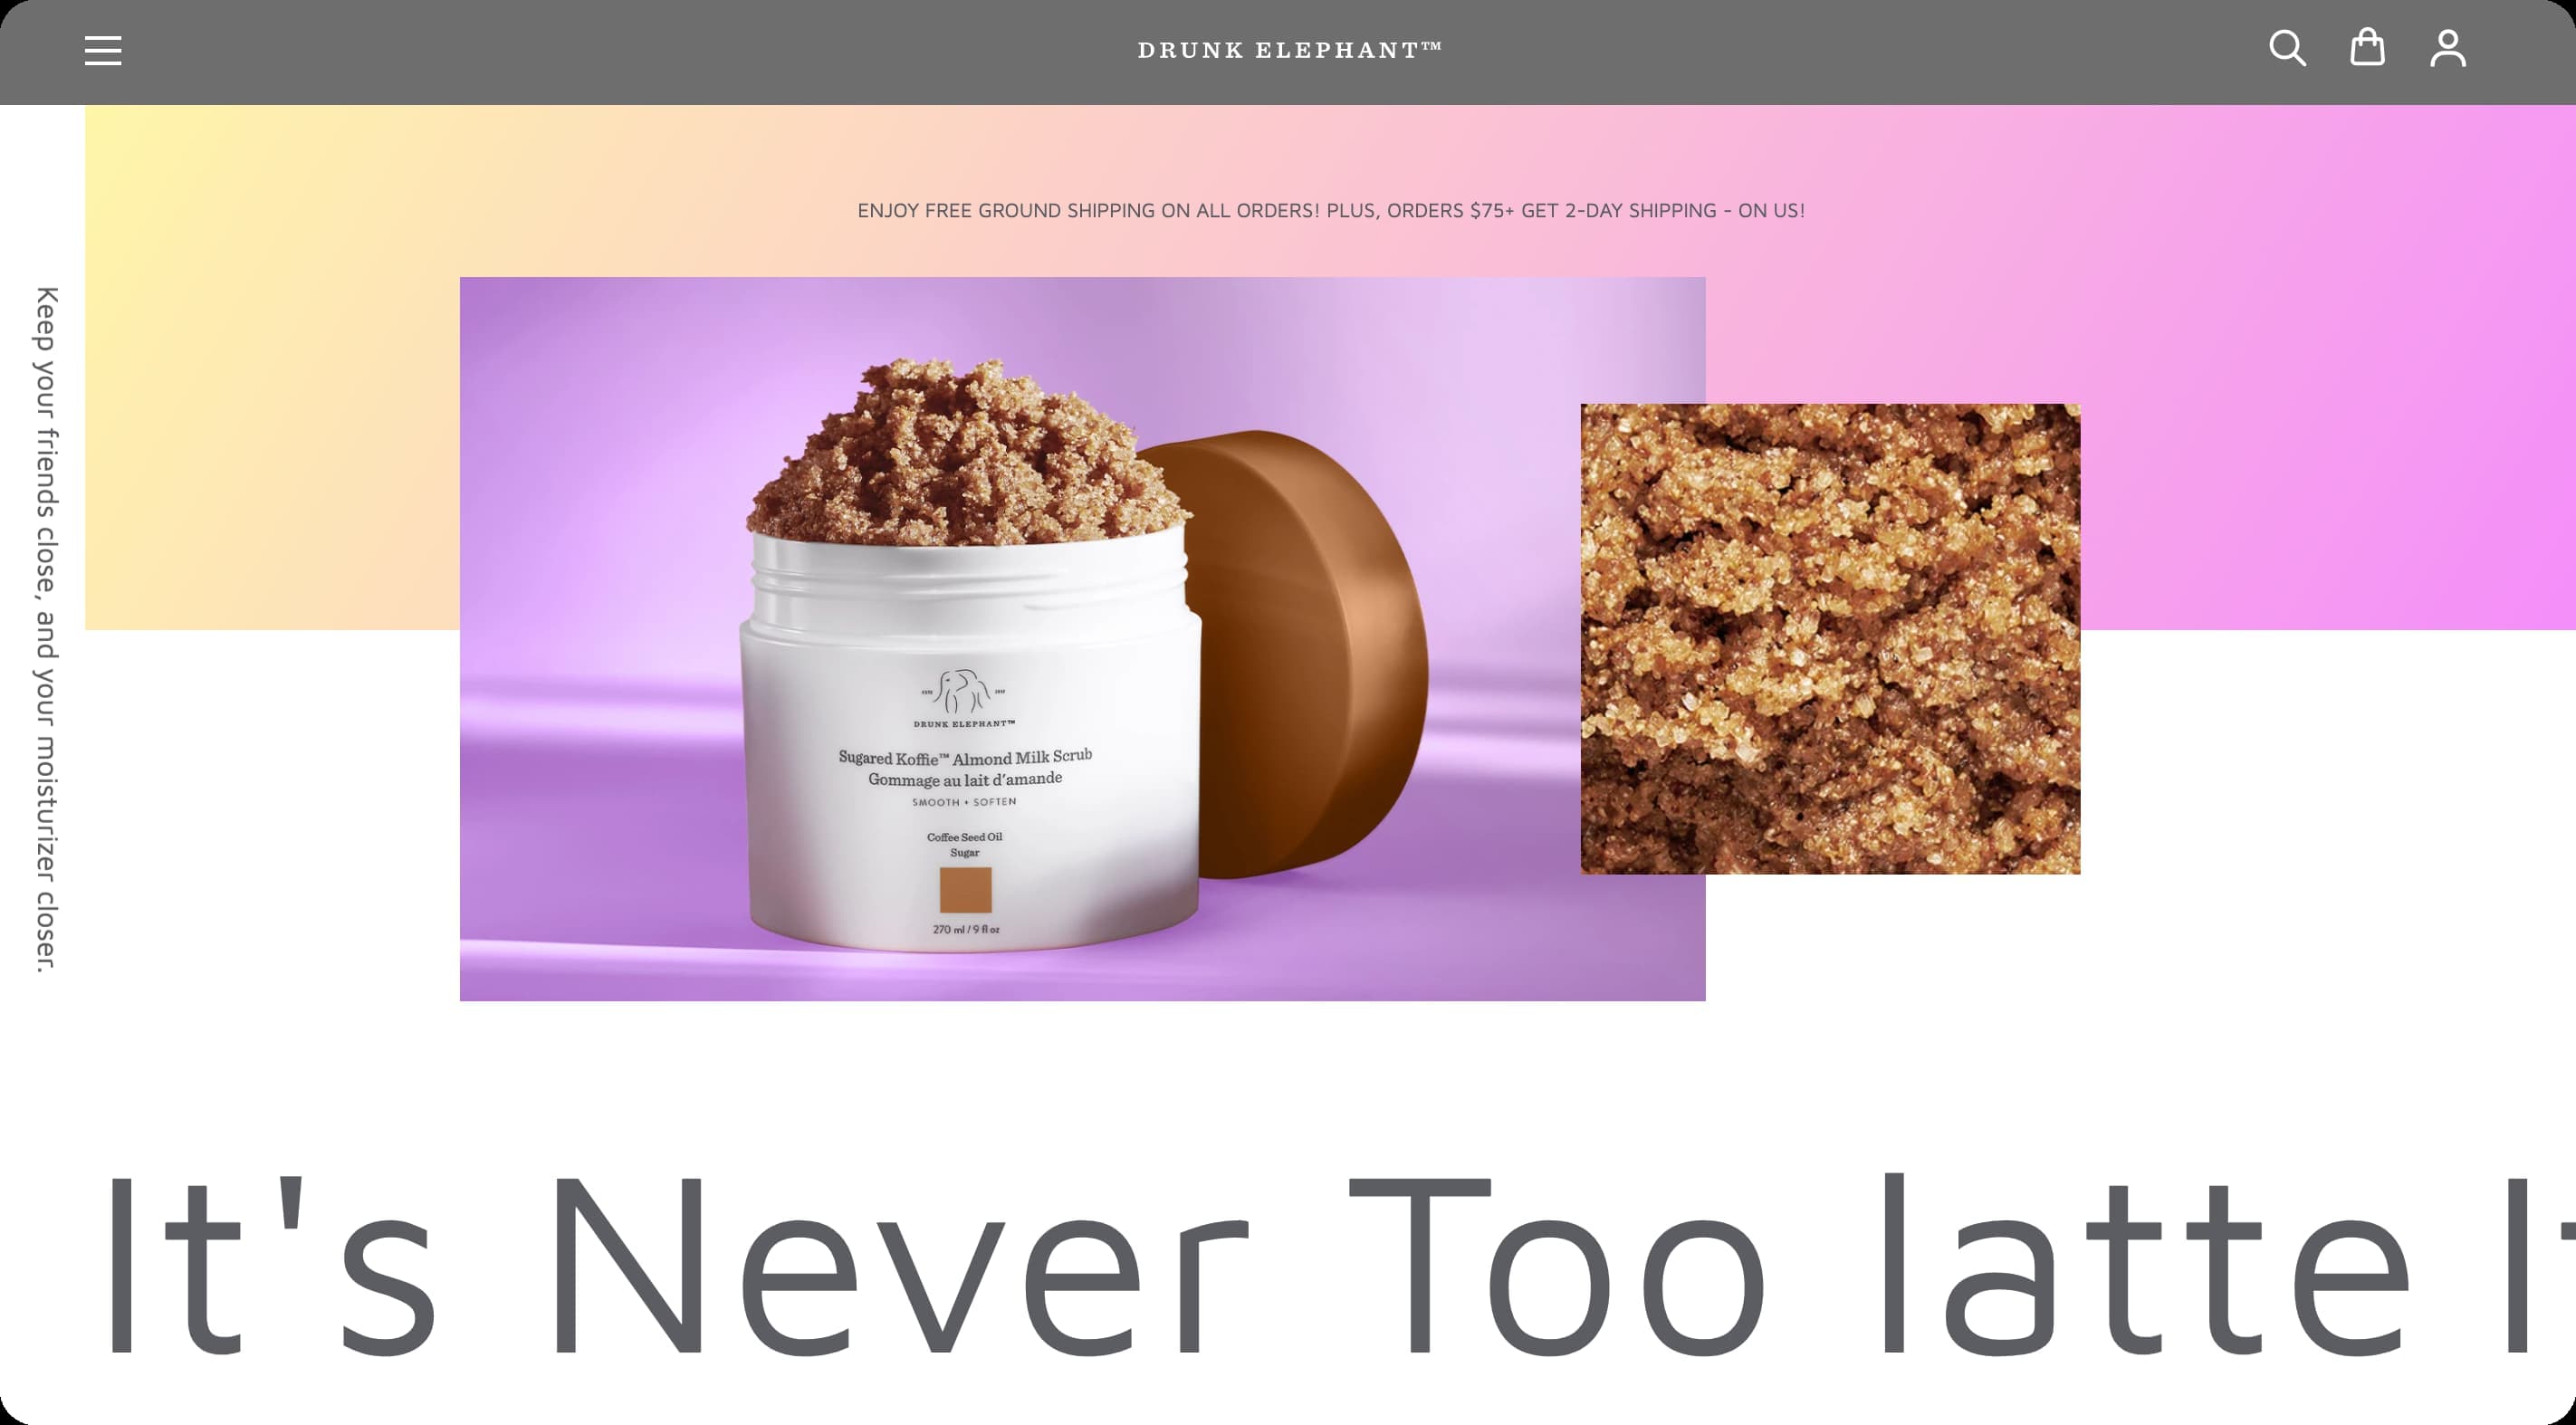 DRUNK ELEPHANT™
ENJOY FREE GROUND SHIPPING ON ALL ORDERS! PLUS, ORDERS $75+ GET 2-DAY SHIPPING - ON US!
Keep your friends close, and your moisturizer closer.
DRUNK ELEPHANT™
Sugared Koffie™ Almond Milk Scrub
Gommage au lait d'amande
SMOOTH + SOFTEN
Coffee Seed Oil
Sugar
270 ml / 9 fl oz
It's Never Too latte I